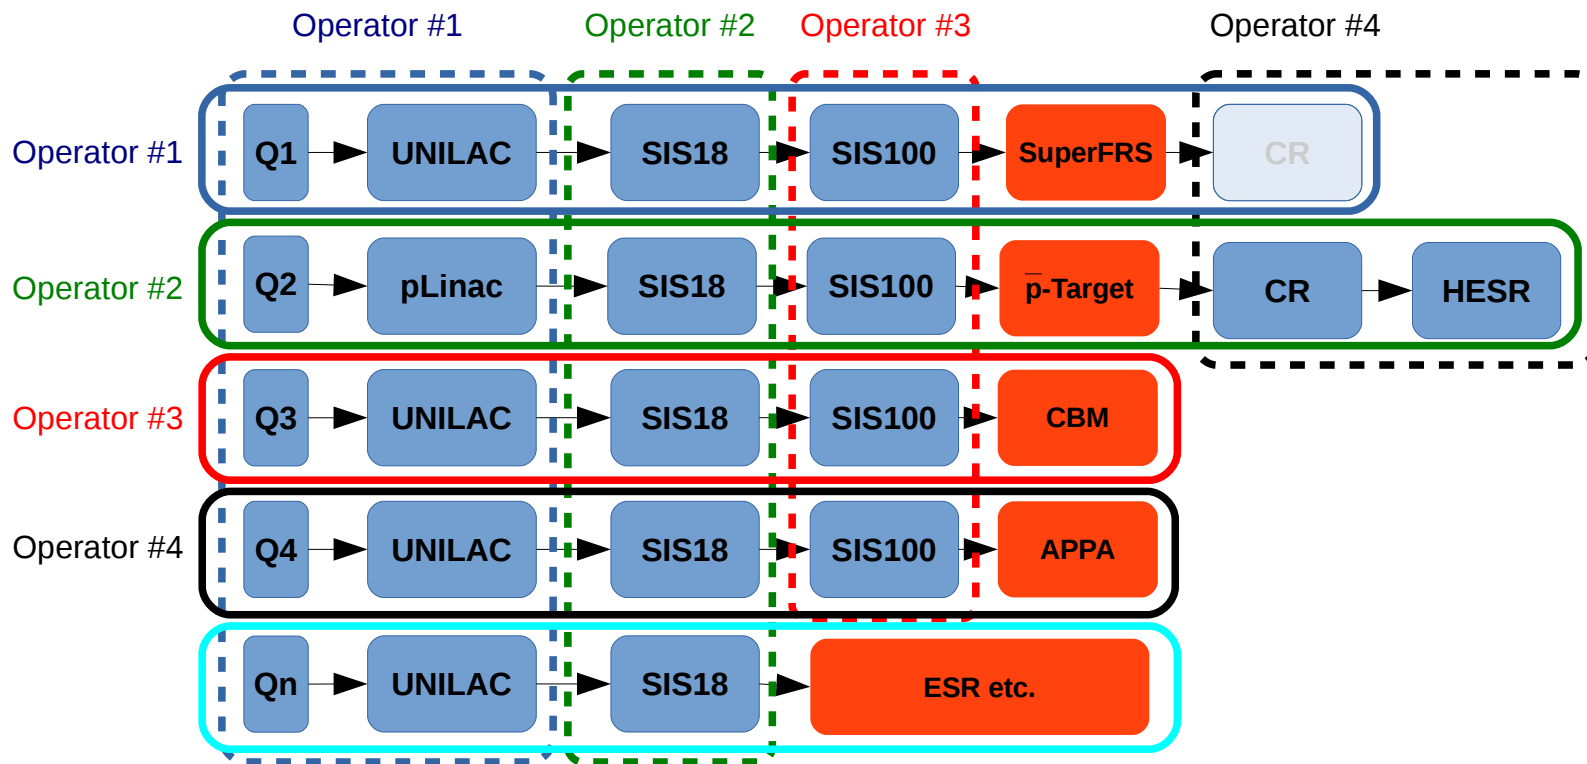 Operator #1 Operator #2 Operator #3 Operator #4
Operator #1 Q1 UNILAC SIS18 SIS100 SuperFRS CR
Operator #2 Q2 pLinac SIS18 SIS100 p̅-Target CR HESR
Operator #3 Q3 UNILAC SIS18 SIS100 CBM
Operator #4 Q4 UNILAC SIS18 SIS100 APPA
Qn UNILAC SIS18 ESR etc.